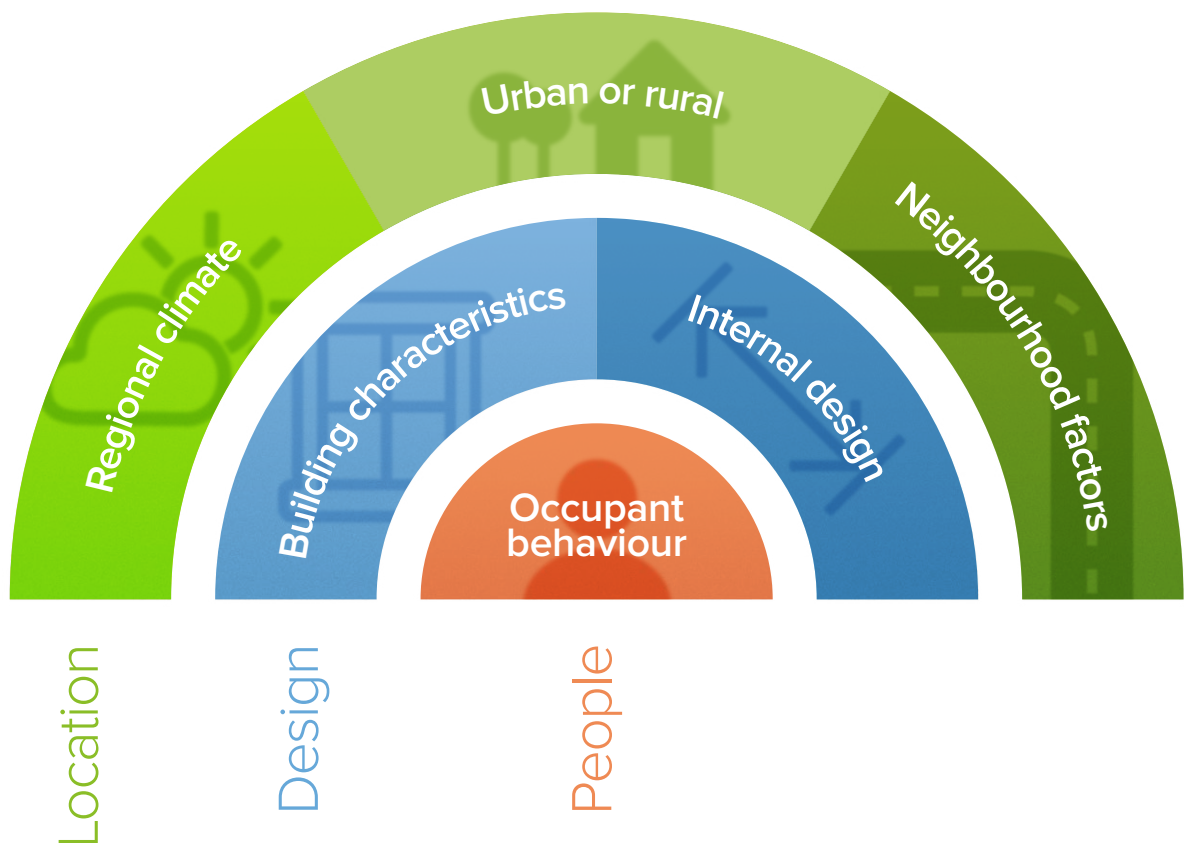 Urban or rural
Regional climate
Neighbourhood factors
Building characteristics
Internal design
Occupant
behaviour
Location
Design
People